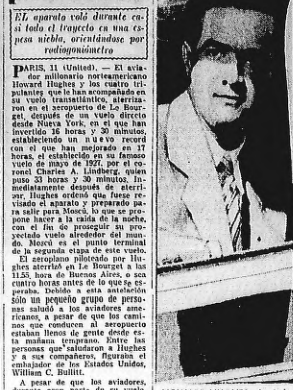 EL aparato voló durante ca-
si todo el trayecto en una es-
pesa niebla, orientándose por
radiogoniómetro
PARIS, 11 (United). — El avia-
dor millonario norteamericano
Howard Hughes y los cuatro tri-
pulantes que le han acompañado en
su vuelo transatlántico, aterriza-
ron en el aeropuerto de Le Bour-
get, después de un vuelo directo
desde Nueva York, en el que han
invertido 16 horas y 30 minutos,
estableciendo un nuevo record
con el que han mejorado en 17
horas, el establecido en su famoso
vuelo de mayo de 1927, por el co-
ronel Charles A. Lindberg, quien
puso 33 horas y 30 minutos. In-
mediatamente después de aterri-
zar, Hughes ordenó que fuese re-
visado el aparato y preparado pa-
ra salir para Moscú, lo que se pro-
pone hacer a la caída de la noche,
con el fin de proseguir su pro-
yectado vuelo alrededor del mun-
do. Moscú es el punto terminal
de la segunda etapa de este vuelo.
El aeroplano piloteado por Hu-
ghes aterrizó en Le Bourget a las
11.55, hora de Buenos Aires, o sea
cuatro horas antes de lo que se es-
peraba. Debido a esta antelación
sólo un pequeño grupo de perso-
nas saludó a los aviadores ame-
ricanos, a pesar de que los cami-
nos que conducen al aeropuerto
estaban llenos de gente desde es-
ta mañana temprano. Entre las
personas que saludaron a Hughes
y a sus compañeros, figuraba el
embajador de los Estados Unidos,
William C. Bullitt.
A pesar de que los aviadores,